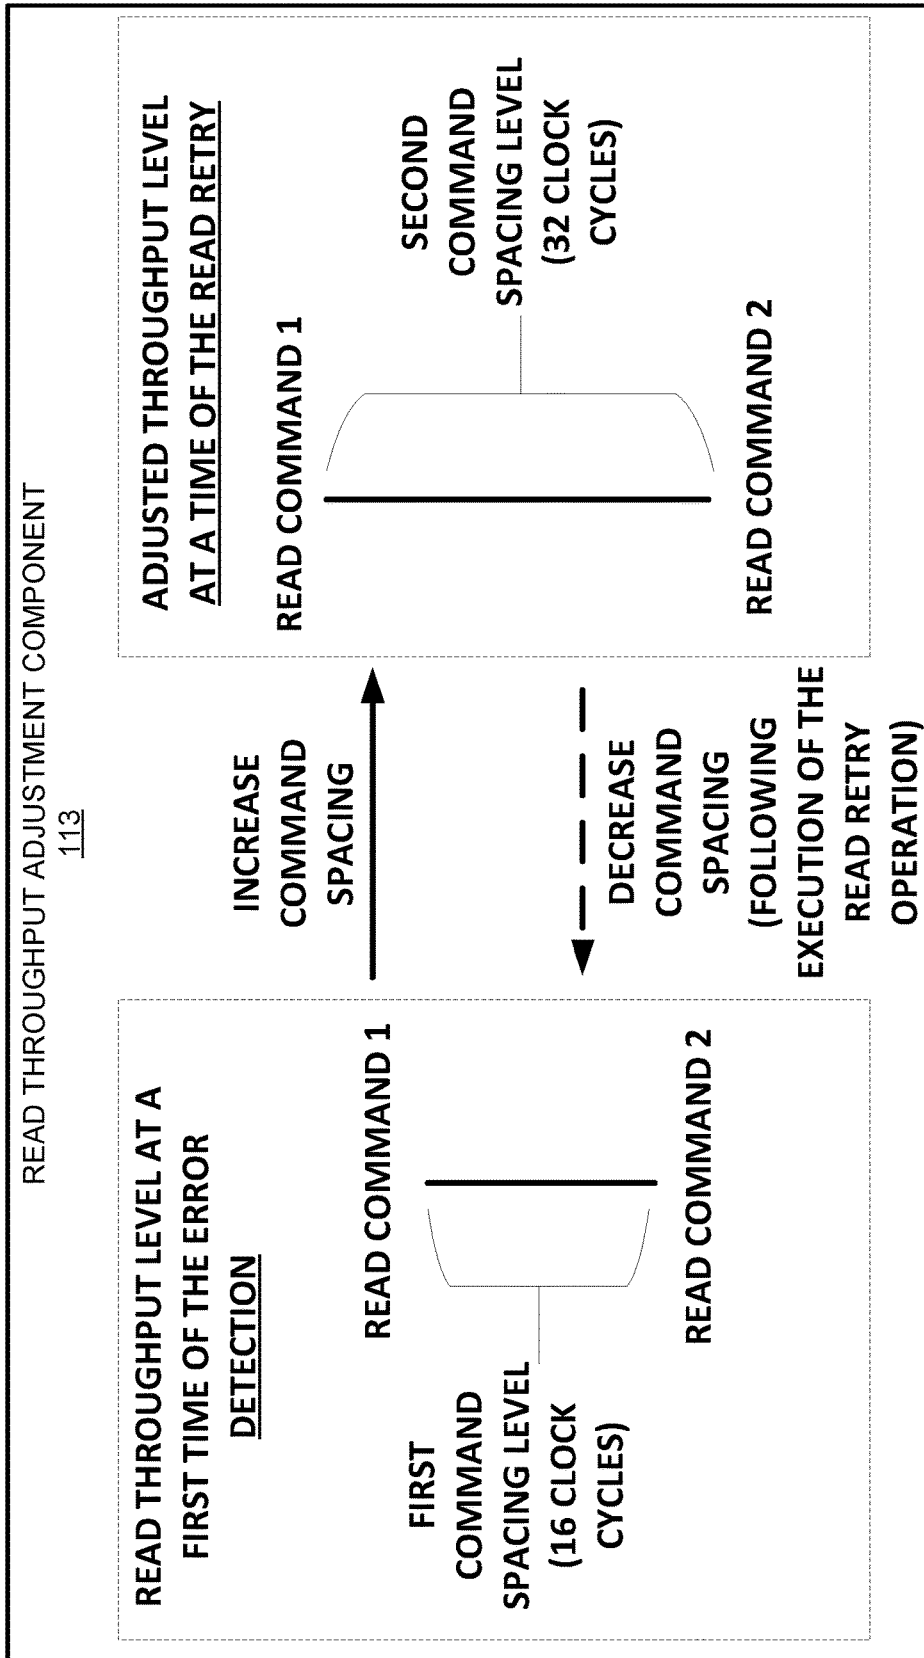 READ THROUGHPUT ADJUSTMENT COMPONENT
113
READ THROUGHPUT LEVEL AT A
FIRST TIME OF THE ERROR
DETECTION
READ COMMAND 1
FIRST
COMMAND
SPACING LEVEL
(16 CLOCK
CYCLES)
READ COMMAND 2
INCREASE
COMMAND
SPACING
DECREASE
COMMAND
SPACING
(FOLLOWING
EXECUTION OF THE
READ RETRY
OPERATION)
ADJUSTED THROUGHPUT LEVEL
AT A TIME OF THE READ RETRY
READ COMMAND 1
SECOND
COMMAND
SPACING LEVEL
(32 CLOCK
CYCLES)
READ COMMAND 2